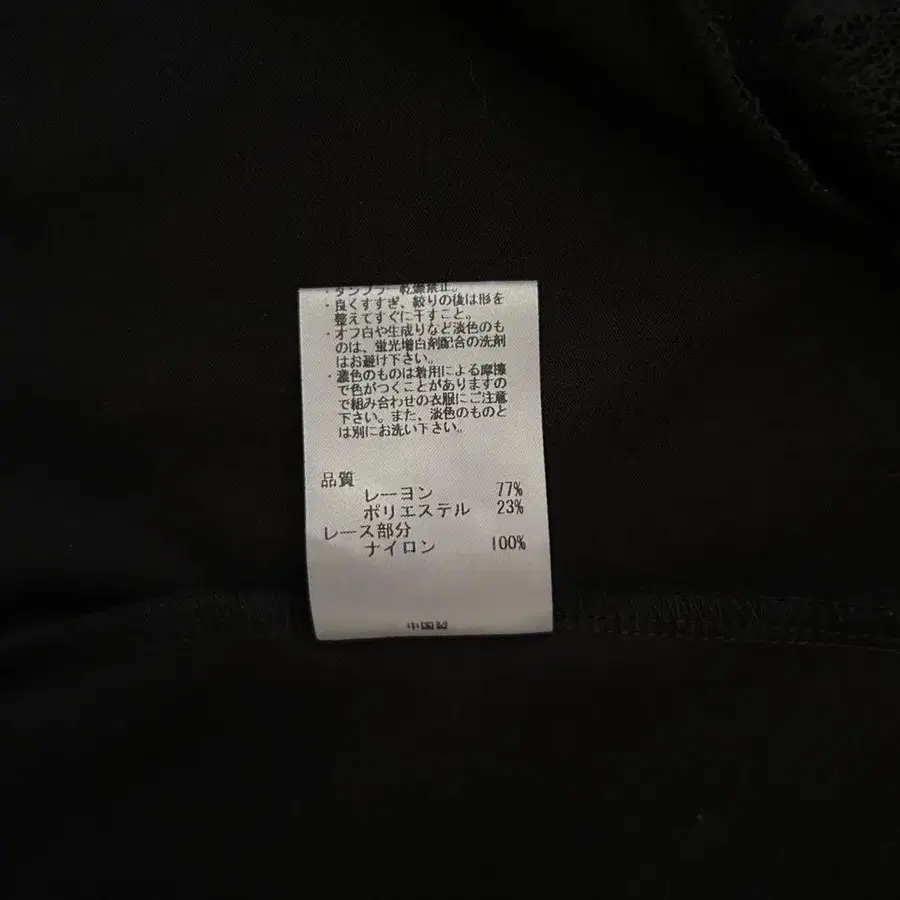 ・タンブラー乾燥禁止。
・良くすすぎ、絞りの後は形を
整えてすぐに干すこと。
・オフ白や生成りなど淡色のも
のは、蛍光増白剤配合の洗剤
はお避け下さい。
・濃色のものは着用による摩擦
で色がつくことがありますの
で組み合わせの衣服にご注意
下さい。また、淡色のものと
は別にお洗い下さい。
品質
レーヨン 77%
ポリエステル 23%
レース部分
ナイロン 100%